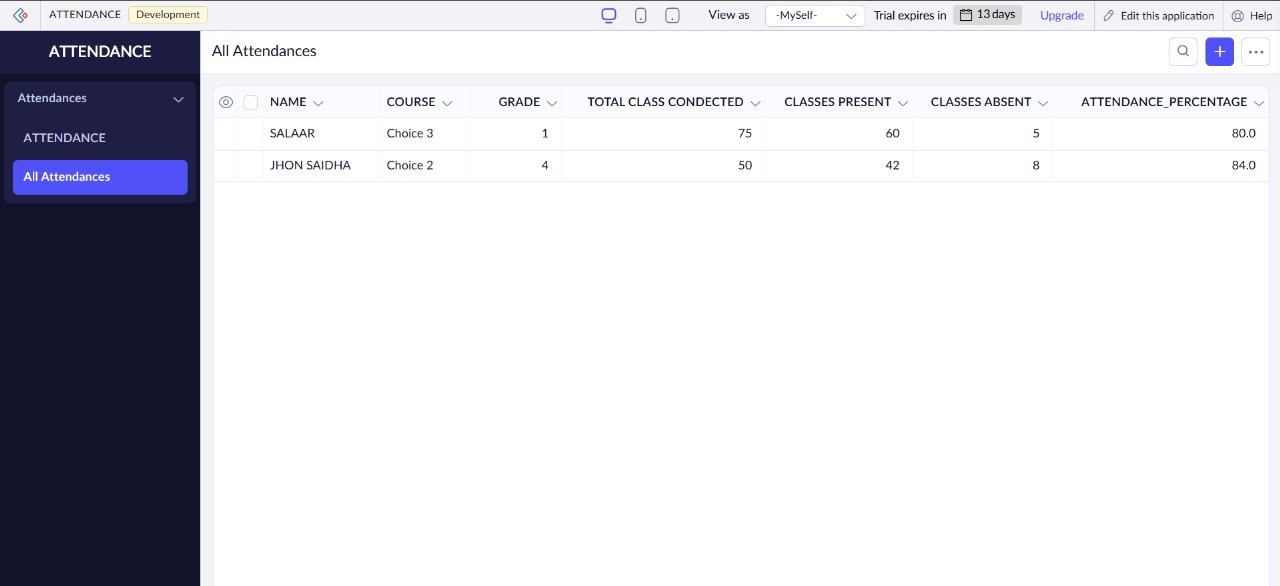 ATTENDANCE Development View as -MySelf- Trial expires in 13 days Upgrade Edit this application Help
ATTENDANCE
All Attendances
Attendances
ATTENDANCE
All Attendances
NAME COURSE GRADE TOTAL CLASS CONDECTED CLASSES PRESENT CLASSES ABSENT ATTENDANCE_PERCENTAGE
SALAAR Choice 3 1 75 60 5 80.0
JHON SAIDHA Choice 2 4 50 42 8 84.0